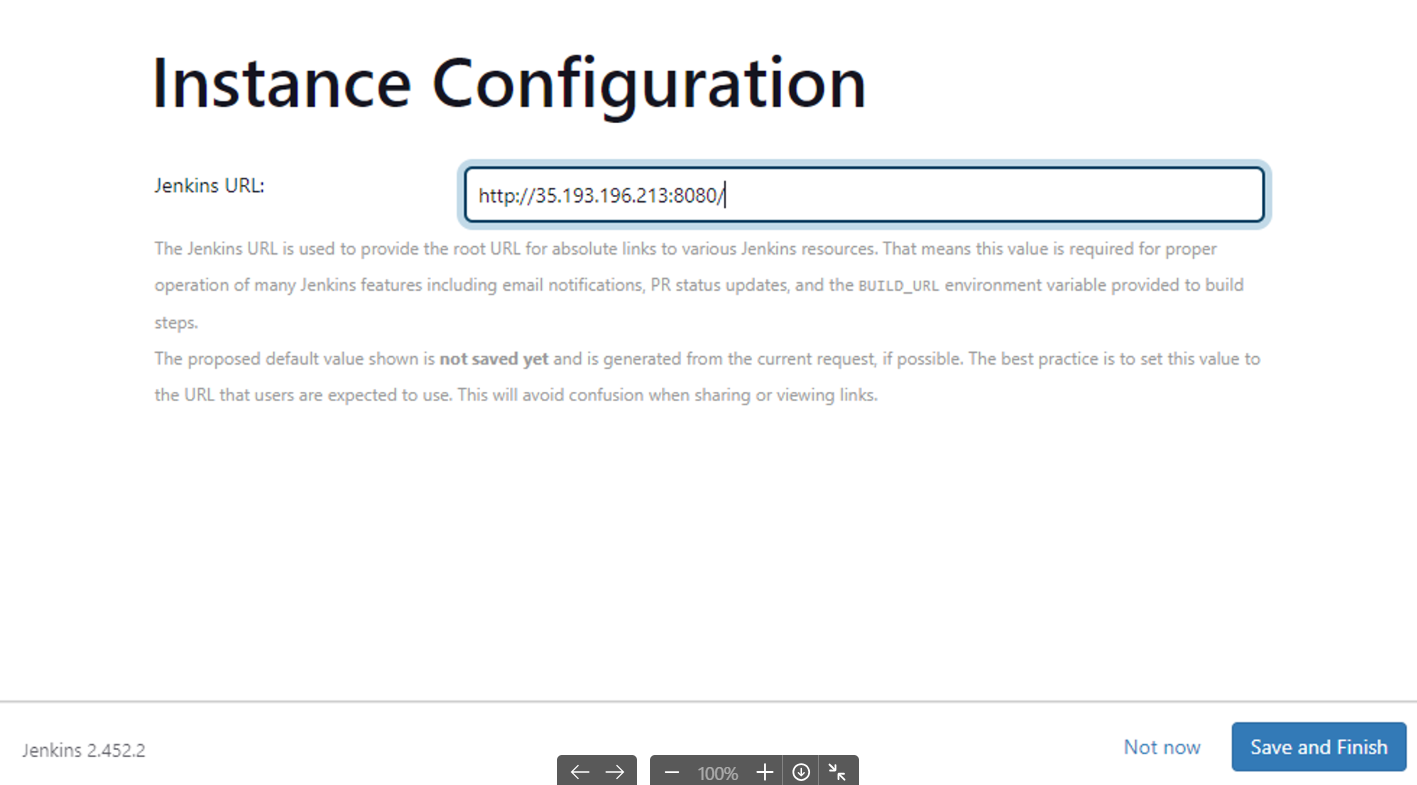 Instance Configuration
Jenkins URL:
http://35.193.196.213:8080/
The Jenkins URL is used to provide the root URL for absolute links to various Jenkins resources. That means this value is required for proper
operation of many Jenkins features including email notifications, PR status updates, and the BUILD_URL environment variable provided to build
steps.
The proposed default value shown is not saved yet and is generated from the current request, if possible. The best practice is to set this value to
the URL that users are expected to use. This will avoid confusion when sharing or viewing links.
Jenkins 2.452.2
Not now
Save and Finish
100%